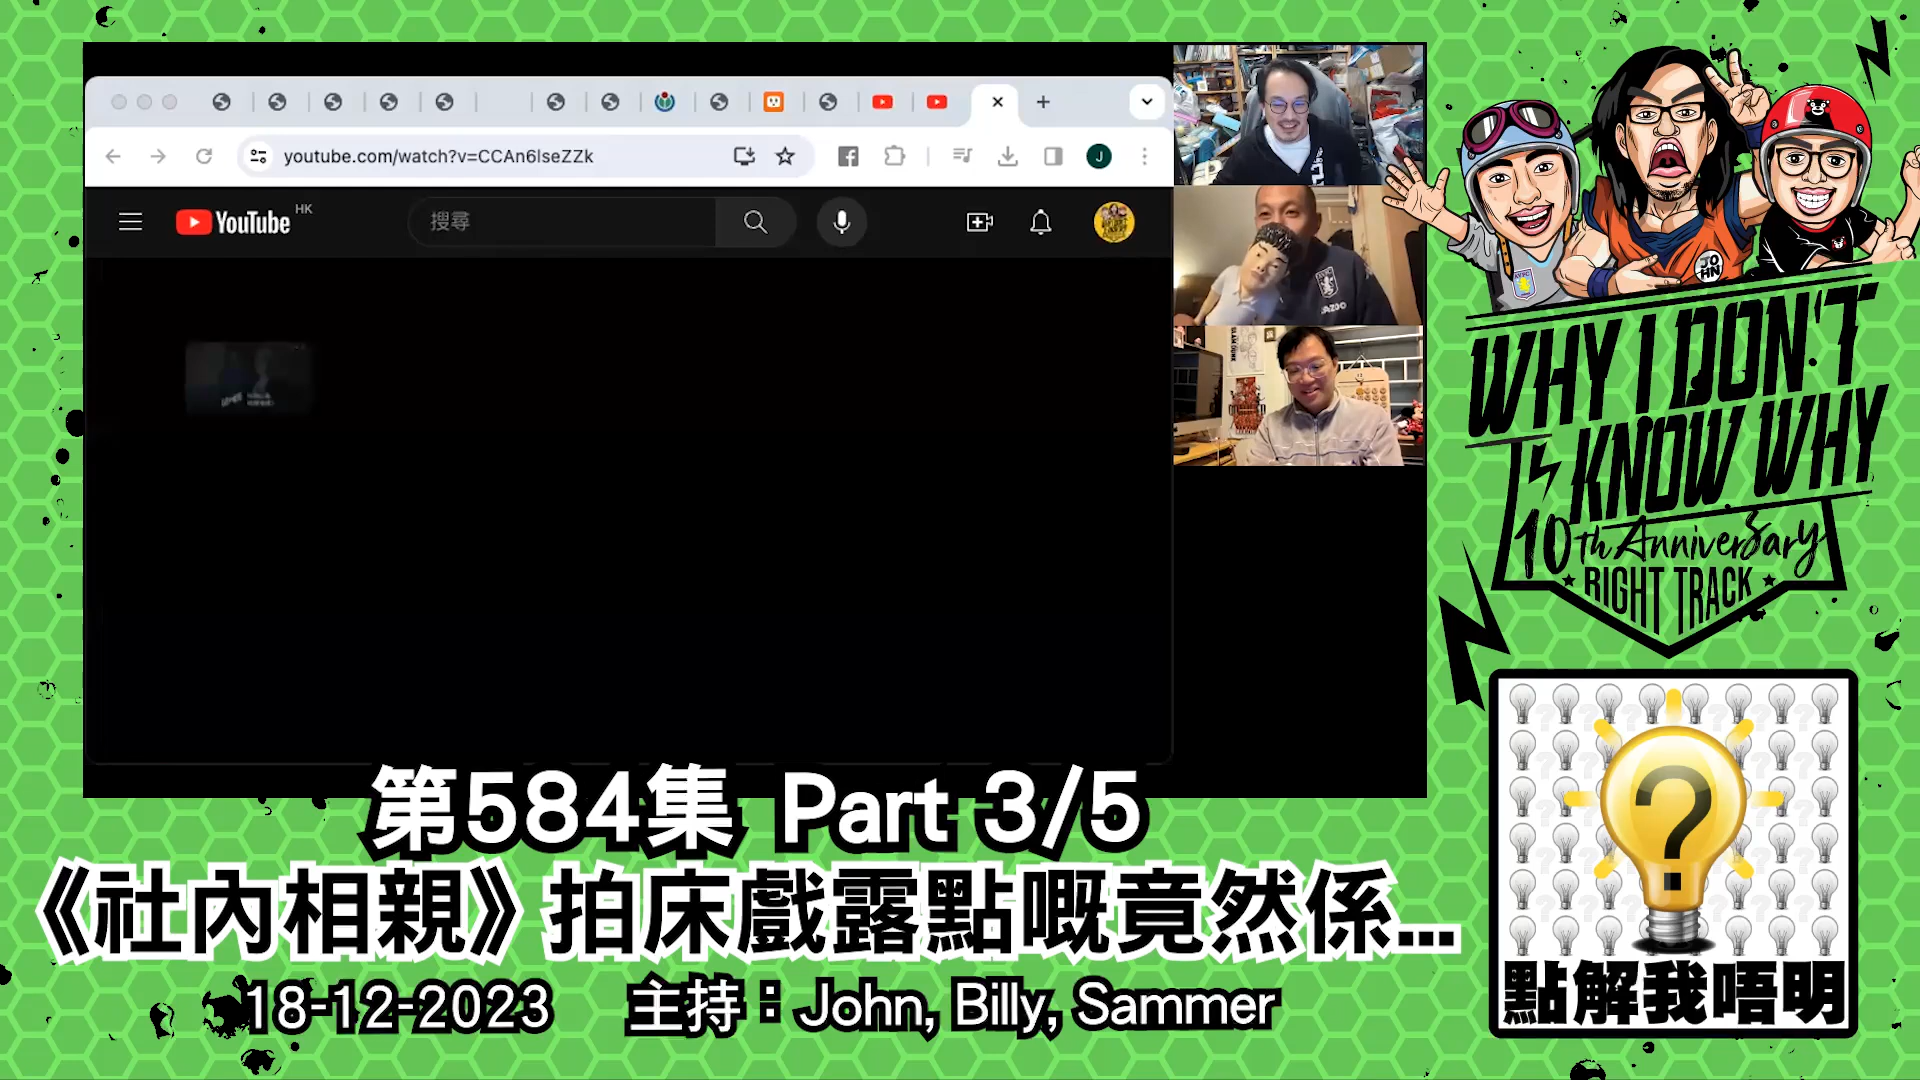 youtube.com/watch?v=CCAn6lseZZk
J
YouTube HK
搜尋
JOHN
AVFC
WHY I DON'T
KNOW WHY
10th Anniversary
RIGHT TRACK
第584集 Part 3/5
《社內相親》拍床戲露點嘅竟然係...
18-12-2023 主持：John, Billy, Sammer
點解我唔明